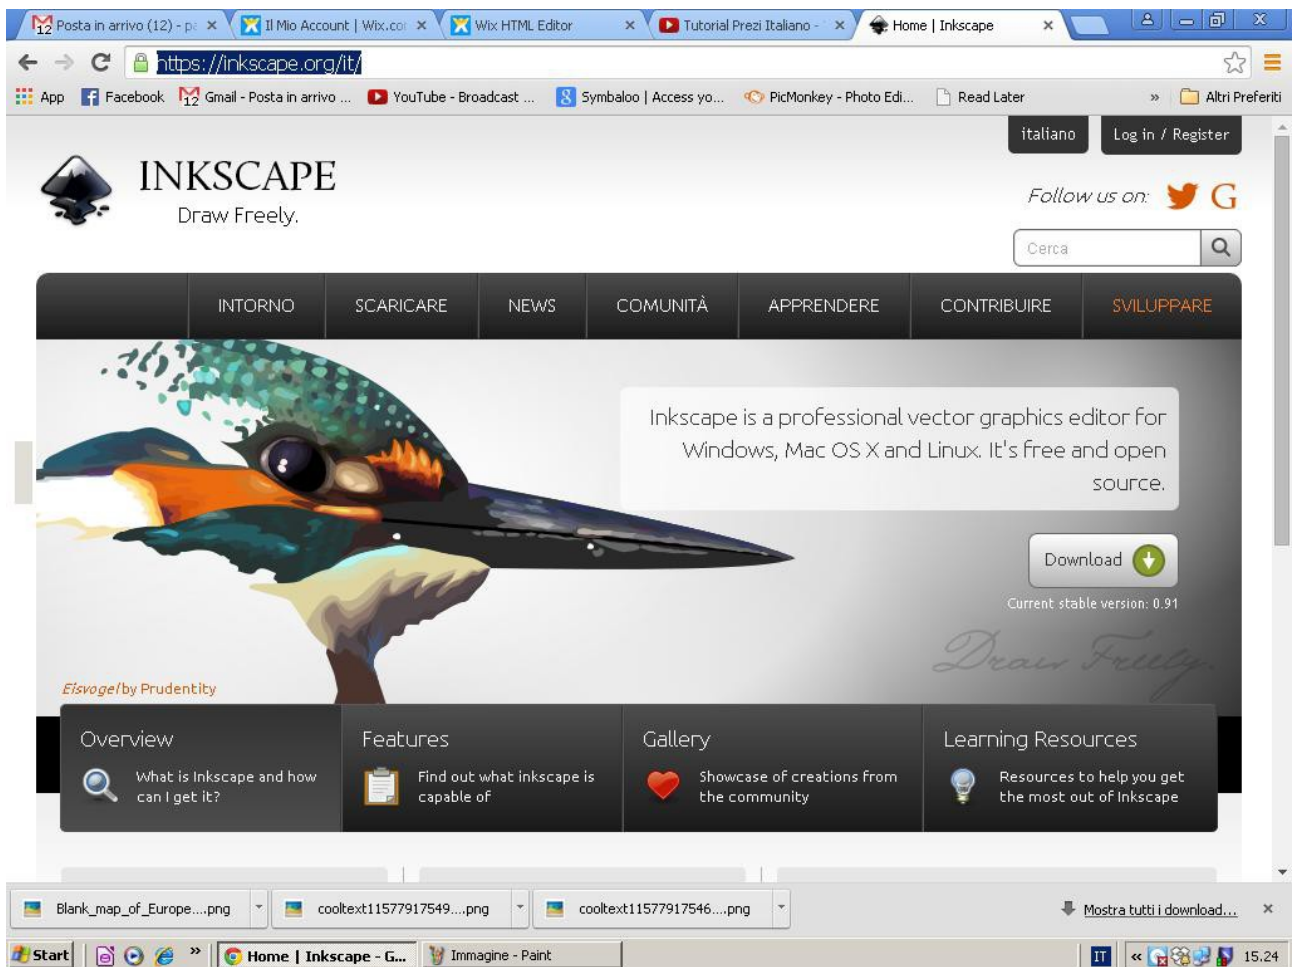 Posta in arrivo (12) - pa
Il Mio Account | Wix.co
Wix HTML Editor
Tutorial Prezi Italiano -
Home | Inkscape
https://inkscape.org/it/
App
Facebook
Gmail - Posta in arrivo ...
YouTube - Broadcast ...
Symbaloo | Access yo...
PicMonkey - Photo Edi...
Read Later
»
Altri Preferiti
italiano
Log in / Register
INKSCAPE
Draw Freely.
Follow us on:
Cerca
INTORNO
SCARICARE
NEWS
COMUNITÀ
APPRENDERE
CONTRIBUIRE
SVILUPPARE
Inkscape is a professional vector graphics editor for
Windows, Mac OS X and Linux. It's free and open
source.
Download
Current stable version: 0.91
Draw Freely.
Eisvogel by Prudentity
Overview
What is Inkscape and how
can I get it?
Features
Find out what inkscape is
capable of
Gallery
Showcase of creations from
the community
Learning Resources
Resources to help you get
the most out of Inkscape
Blank_map_of_Europe....png
cooltext11577917549....png
cooltext11577917546....png
Mostra tutti i download...
Start
»
Home | Inkscape - G...
Immagine - Paint
IT
«
15.24